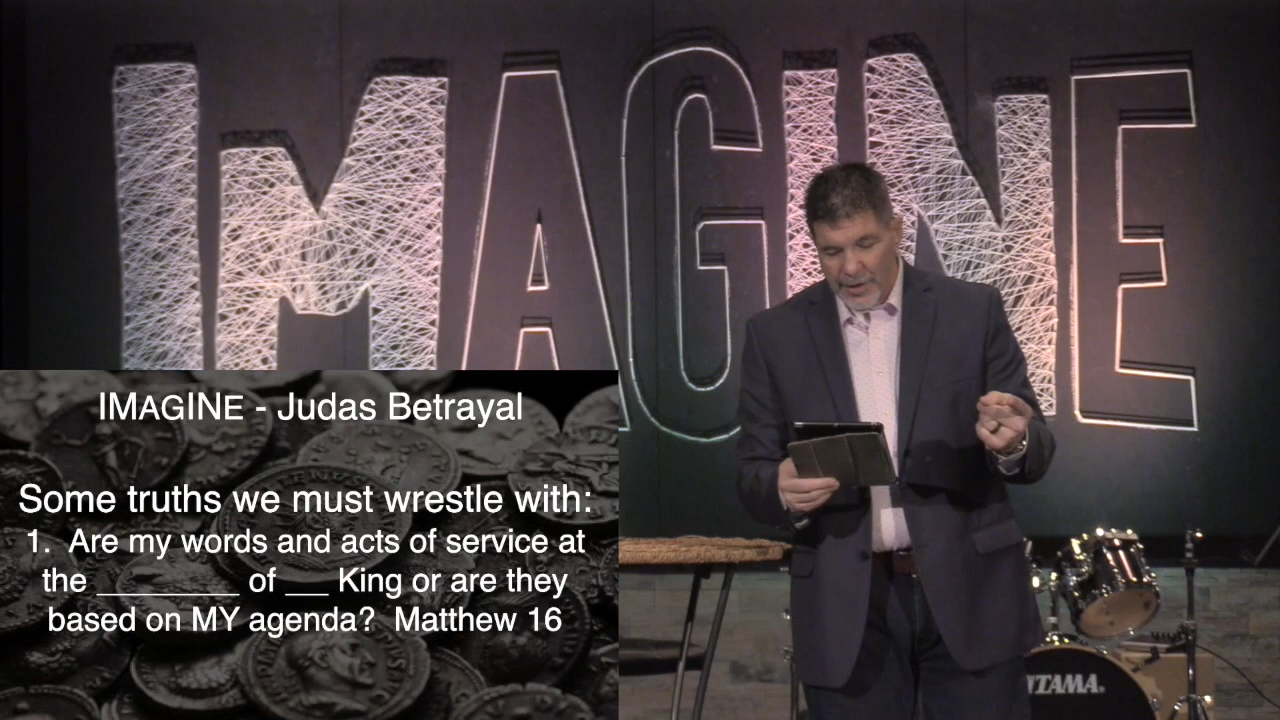 IMAGINE
IMAGINE - Judas Betrayal
Some truths we must wrestle with:
1. Are my words and acts of service at
the ________ of __ King or are they
based on MY agenda? Matthew 16
TAMA.